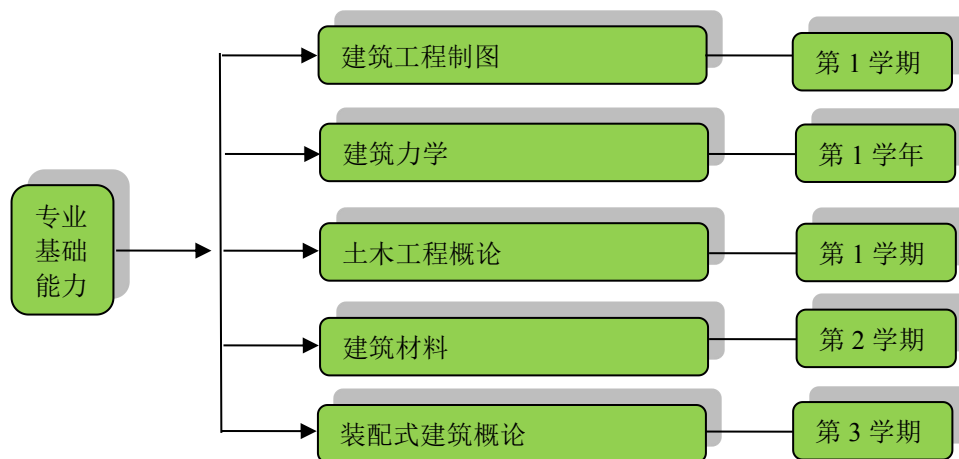 建筑工程制图
第 1 学期
建筑力学
第 1 学年
专业
基础
能力
土木工程概论
第 1 学期
建筑材料
第 2 学期
装配式建筑概论
第 3 学期